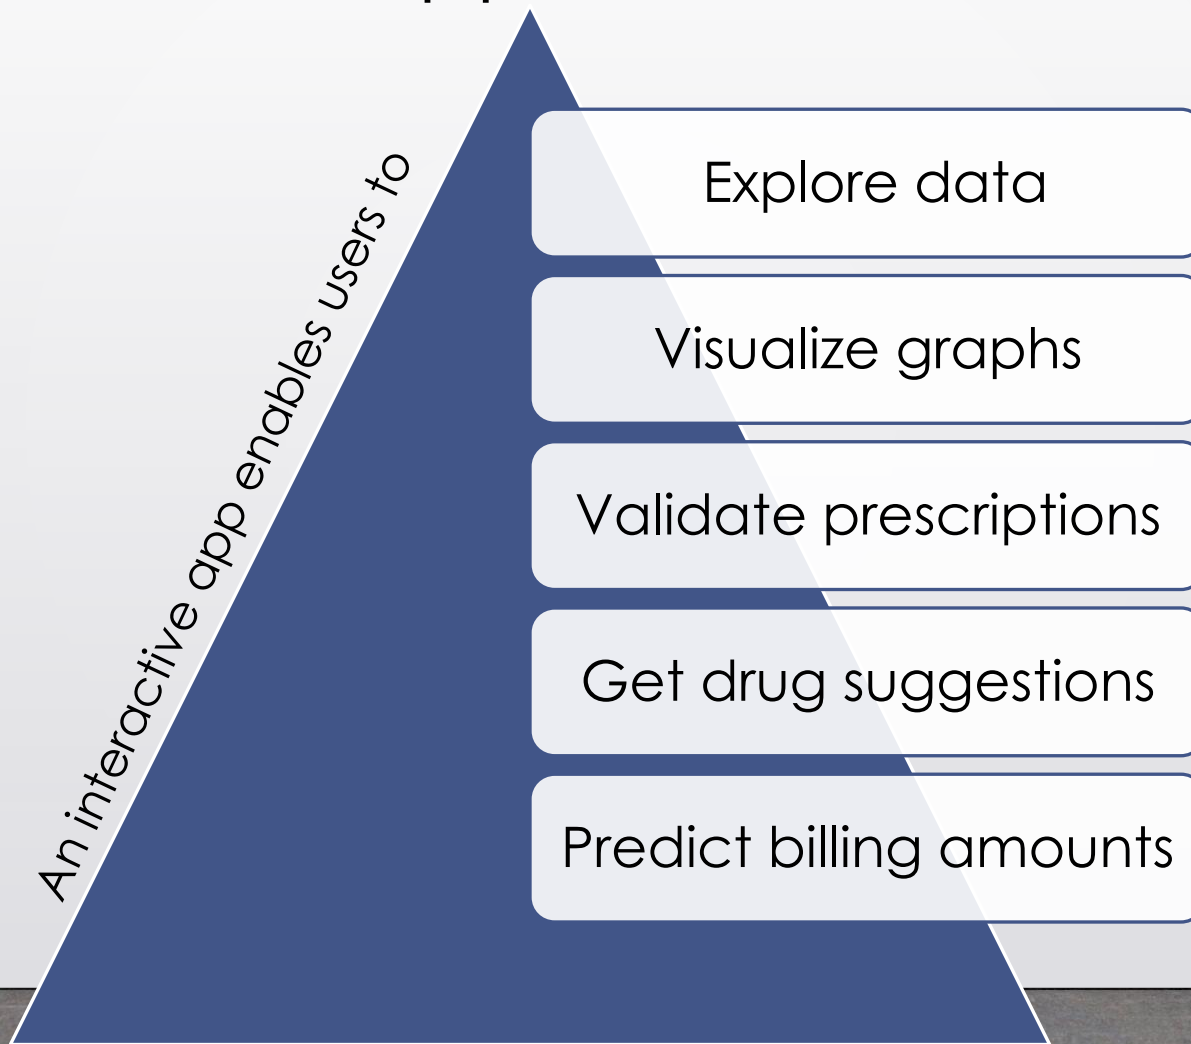 An interactive app enables users to
Explore data
Visualize graphs
Validate prescriptions
Get drug suggestions
Predict billing amounts